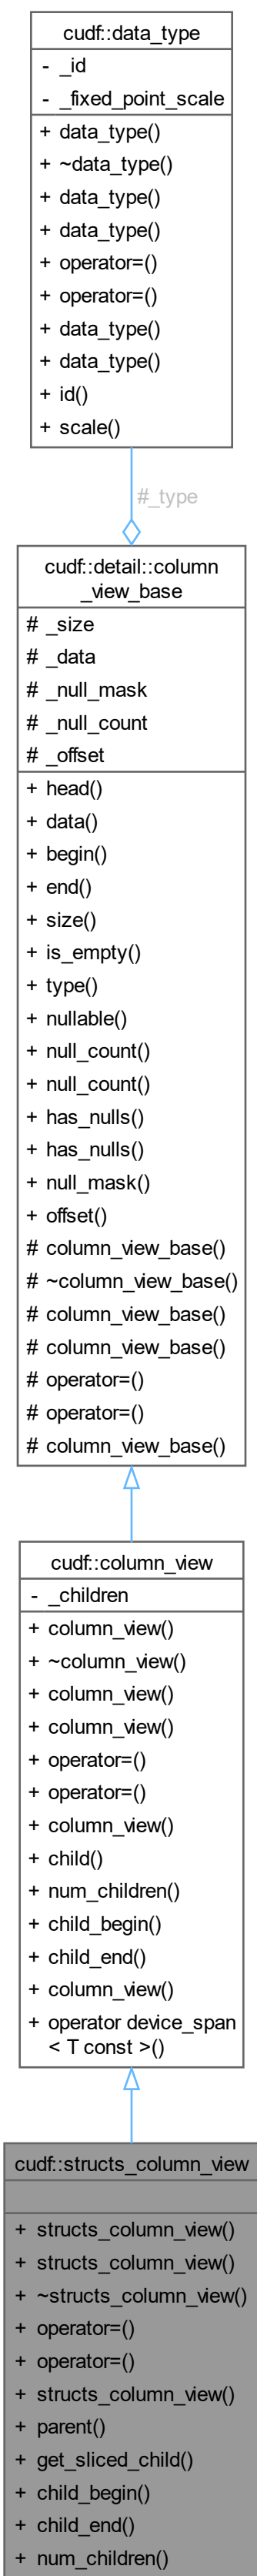 cudf::data_type
- _id
- _fixed_point_scale
+ data_type()
+ ~data_type()
+ data_type()
+ data_type()
+ operator=()
+ operator=()
+ data_type()
+ data_type()
+ id()
+ scale()
#_type
cudf::detail::column
_view_base
# _size
# _data
# _null_mask
# _null_count
# _offset
+ head()
+ data()
+ begin()
+ end()
+ size()
+ is_empty()
+ type()
+ nullable()
+ null_count()
+ null_count()
+ has_nulls()
+ has_nulls()
+ null_mask()
+ offset()
# column_view_base()
# ~column_view_base()
# column_view_base()
# column_view_base()
# operator=()
# operator=()
# column_view_base()
cudf::column_view
- _children
+ column_view()
+ ~column_view()
+ column_view()
+ column_view()
+ operator=()
+ operator=()
+ column_view()
+ child()
+ num_children()
+ child_begin()
+ child_end()
+ column_view()
+ operator device_span
< T const >()
cudf::structs_column_view
+ structs_column_view()
+ structs_column_view()
+ ~structs_column_view()
+ operator=()
+ operator=()
+ structs_column_view()
+ parent()
+ get_sliced_child()
+ child_begin()
+ child_end()
+ num_children()